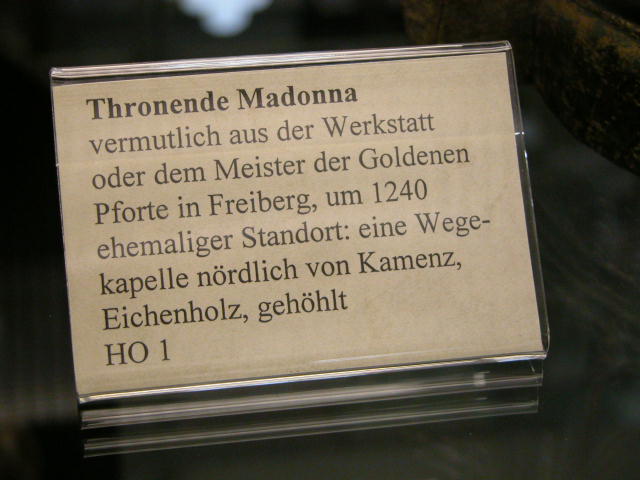 Thronende Madonna
vermutlich aus der Werkstatt
oder dem Meister der Goldenen
Pforte in Freiberg, um 1240
ehemaliger Standort: eine Wege-
kapelle nördlich von Kamenz,
Eichenholz, gehöhlt
HO 1